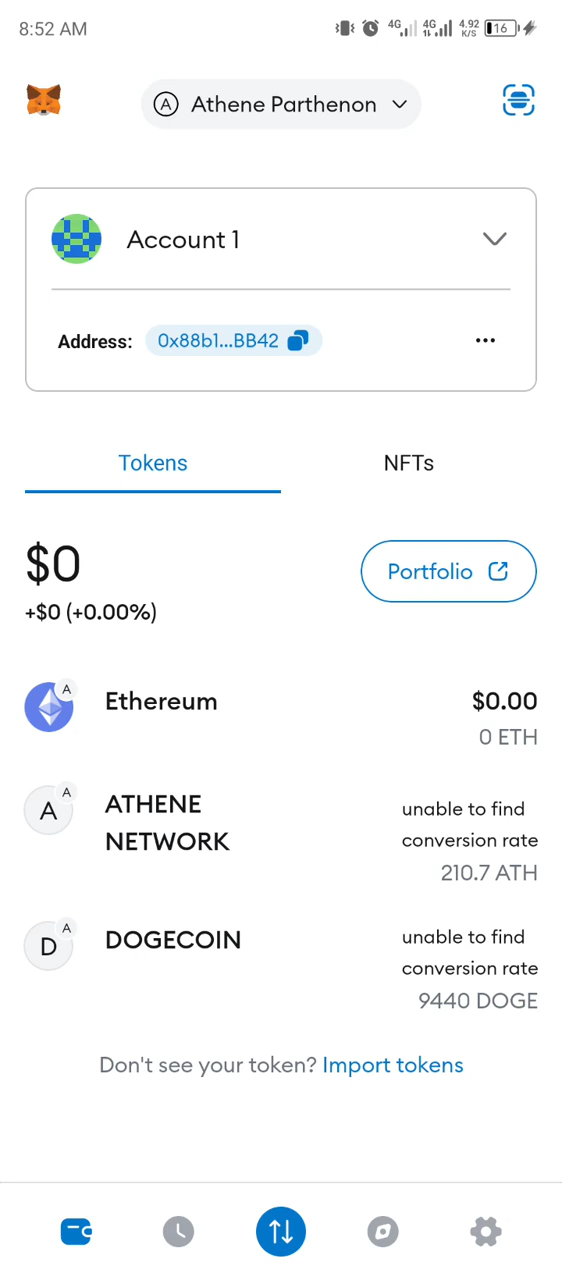 8:52 AM
4G 4G 4.92 K/S 16
A Athene Parthenon
Account 1
Address: 0x88b1...BB42
Tokens NFTs
$0
Portfolio
+$0 (+0.00%)
A
Ethereum $0.00
0 ETH
A
A ATHENE
NETWORK
unable to find
conversion rate
210.7 ATH
A
D DOGECOIN
unable to find
conversion rate
9440 DOGE
Don't see your token? Import tokens